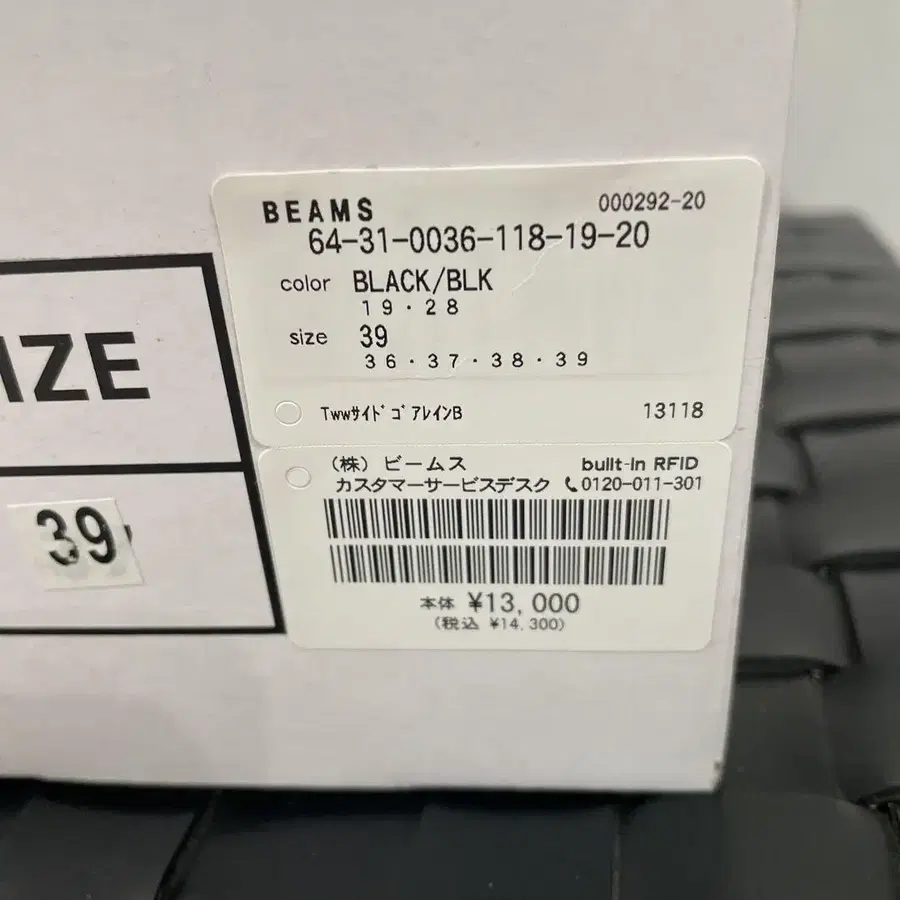 BEAMS 000292-20
64-31-0036-118-19-20
color BLACK/BLK
19・28
size 39
36・37・38・39
TwwｻｲﾄﾞｺﾞｱﾚｲﾝB 13118
(株) ビームス built-in RFID
カスタマーサービスデスク 0120-011-301
本体 ¥13,000
(税込 ¥14,300)
IZE
39